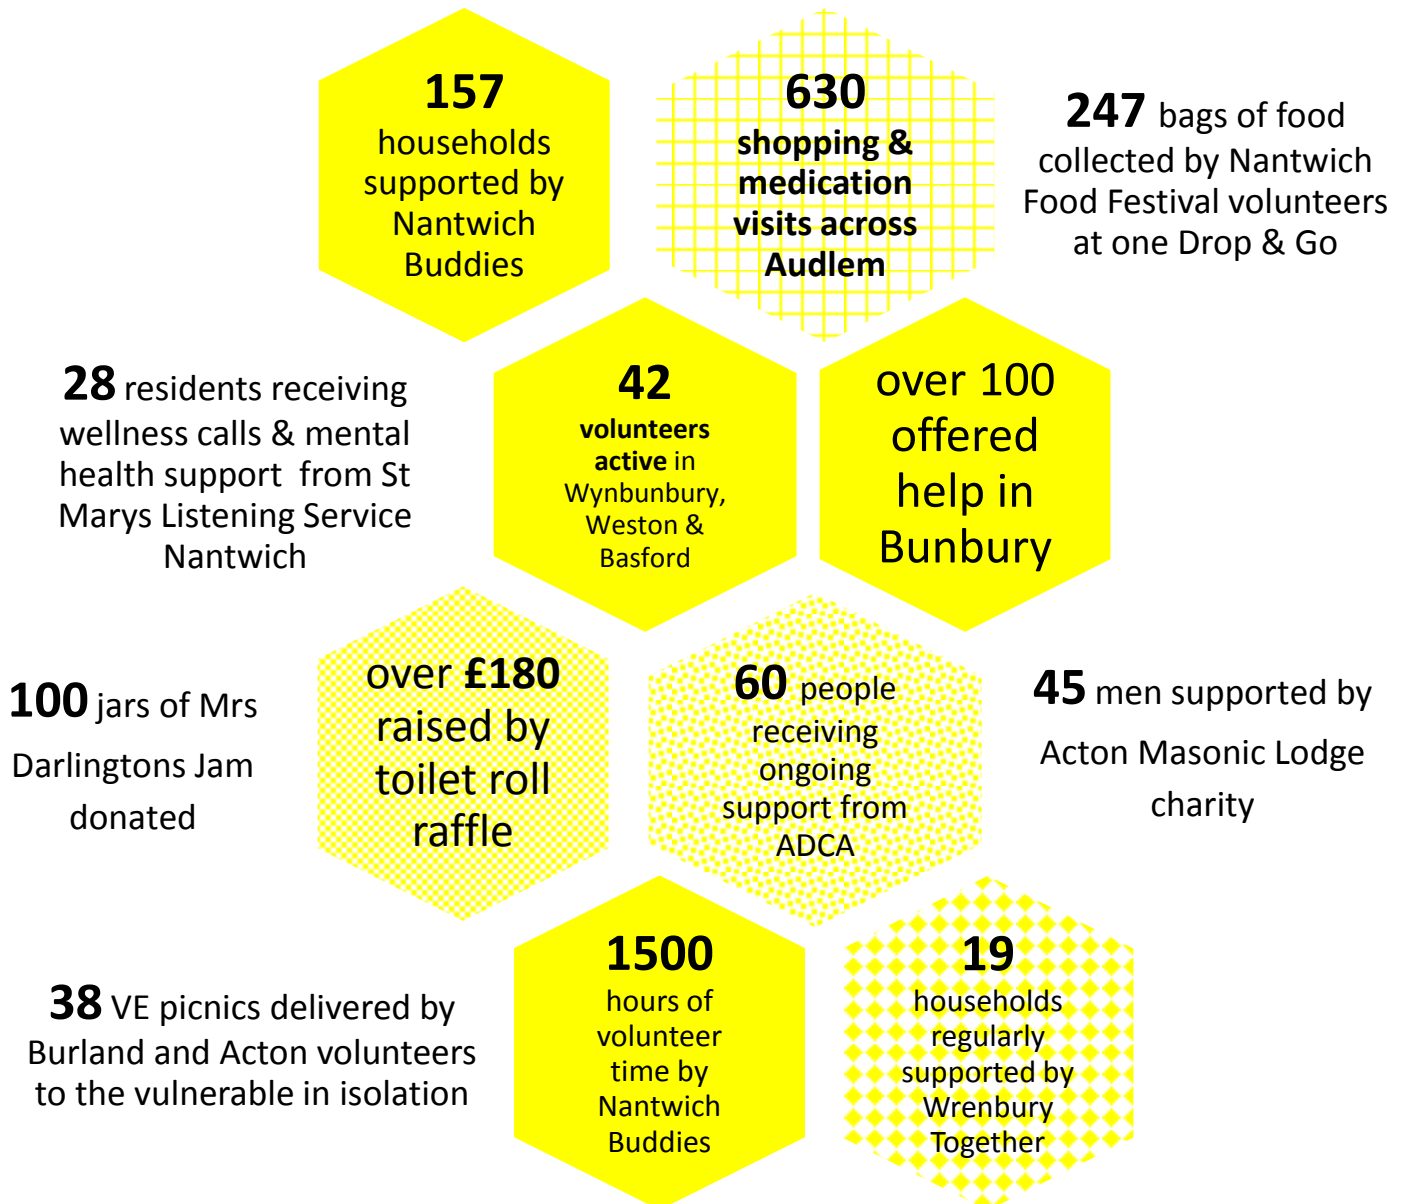 157
households
supported by
Nantwich
Buddies
630
shopping &
medication
visits across
Audlem
247 bags of food
collected by Nantwich
Food Festival volunteers
at one Drop & Go
28 residents receiving
wellness calls & mental
health support  from St
Marys Listening Service
Nantwich
42
volunteers
active in
Wynbunbury,
Weston &
Basford
over 100
offered
help in
Bunbury
100 jars of Mrs
Darlingtons Jam
donated
over £180
raised by
toilet roll
raffle
60 people
receiving
ongoing
support from
ADCA
45 men supported by
Acton Masonic Lodge
charity
38 VE picnics delivered by
Burland and Acton volunteers
to the vulnerable in isolation
1500
hours of
volunteer
time by
Nantwich
Buddies
19
households
regularly
supported by
Wrenbury
Together